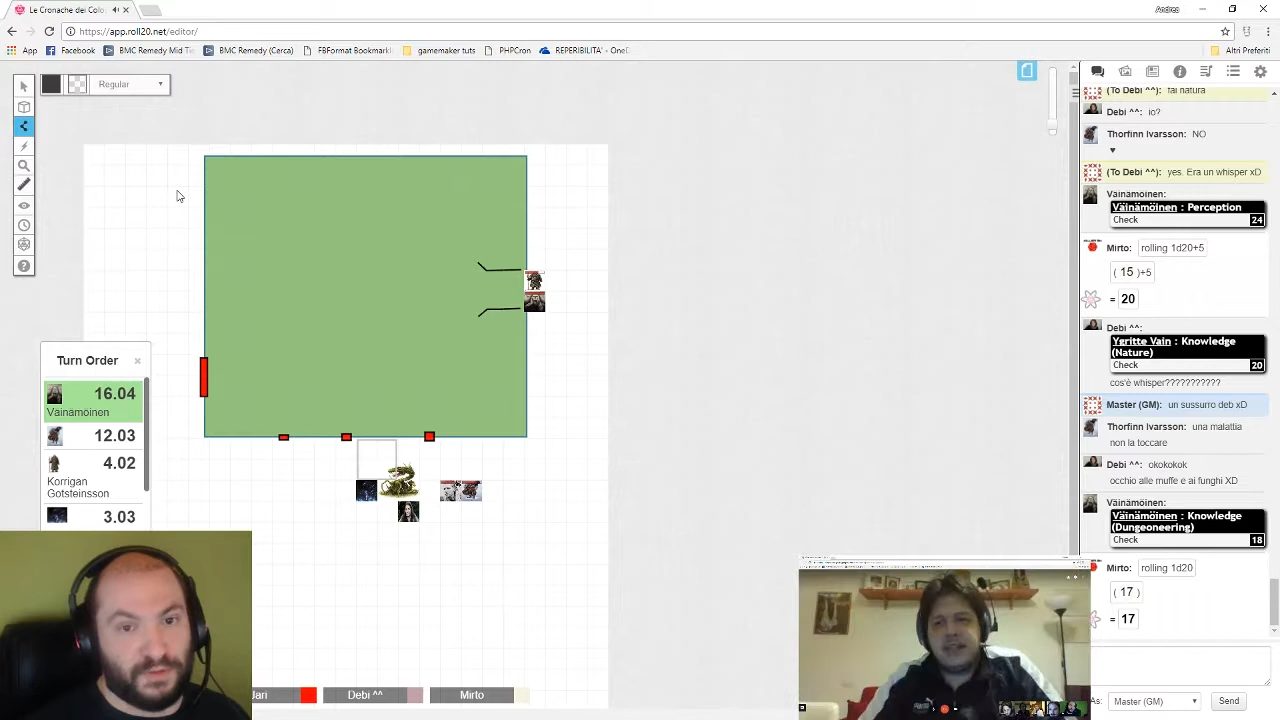 Le Cronache dei Colo
Andrea
https://app.roll20.net/editor/
App
Facebook
BMC Remedy Mid Tie
BMC Remedy (Cerca)
FBFormat Bookmarkl
gamemaker tuts
PHPCron
REPERIBILITA' - OneD
Altri Preferiti
Regular
Turn Order
16.04
Väinämöinen
12.03
4.02
Korrigan
Gotsteinsson
3.03
Jari
Debi ^^
Mirto
(To Debi ^^): fai natura
Debi ^^: Io?
Thorfinn Ivarsson: NO
♥
(To Debi ^^): yes. Era un whisper xD
Väinämöinen:
Väinämöinen : Perception
Check 24
Mirto: rolling 1d20+5
( 15 )+5
= 20
Debi ^^:
Ygritte Vain : Knowledge
(Nature)
Check 20
cos'è whisper???????????
Master (GM): un sussurro deb xD
Thorfinn Ivarsson: una malattia
non la toccare
Debi ^^: okokokok
occhio alle muffe e ai funghi XD
Väinämöinen:
Väinämöinen : Knowledge
(Dungeoneering)
Check 18
Mirto: rolling 1d20
( 17 )
= 17
As: Master (GM)
Send